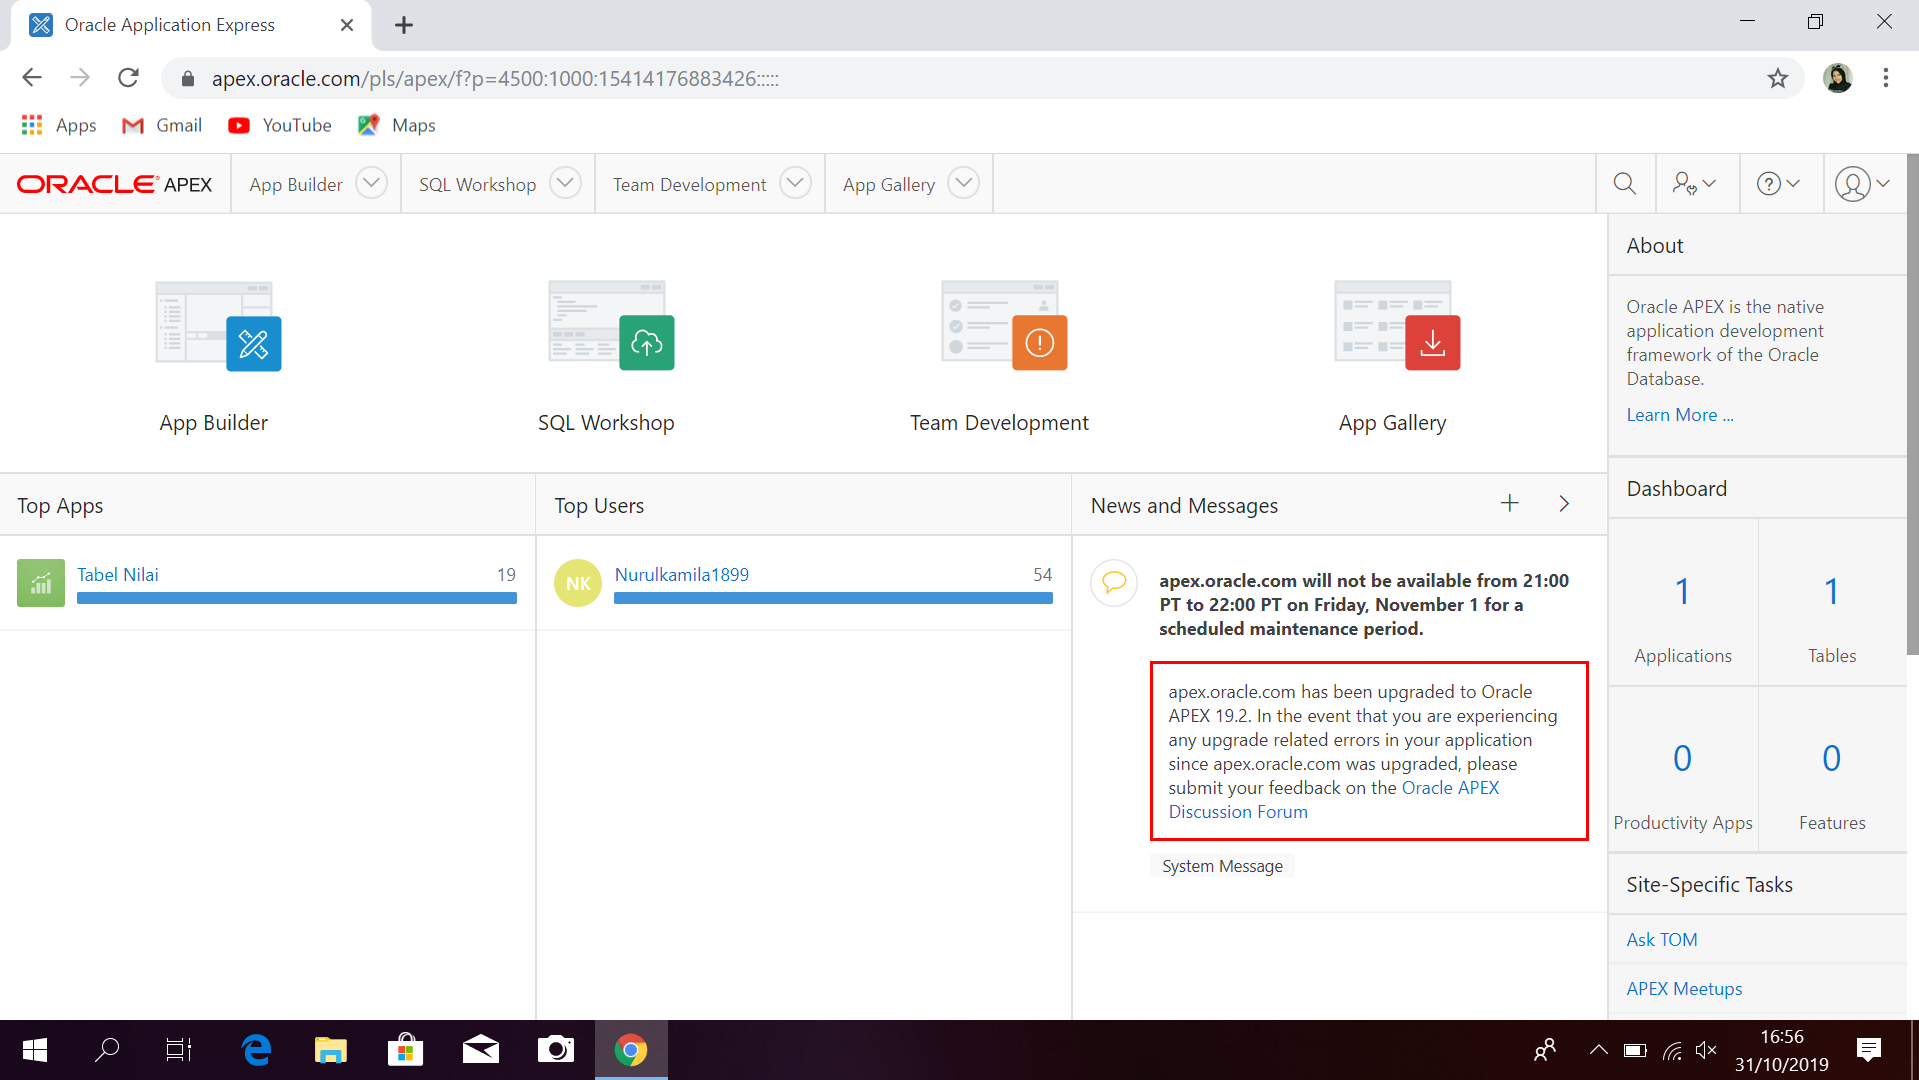 Oracle Application Express
apex.oracle.com/pls/apex/f?p=4500:1000:15414176883426:::::
Apps Gmail YouTube Maps
ORACLE APEX App Builder SQL Workshop Team Development App Gallery
App Builder SQL Workshop Team Development App Gallery
Top Apps
Tabel Nilai 19
Top Users
NK Nurulkamila1899 54
News and Messages
apex.oracle.com will not be available from 21:00
PT to 22:00 PT on Friday, November 1 for a
scheduled maintenance period.
apex.oracle.com has been upgraded to Oracle
APEX 19.2. In the event that you are experiencing
any upgrade related errors in your application
since apex.oracle.com was upgraded, please
submit your feedback on the Oracle APEX
Discussion Forum
System Message
About
Oracle APEX is the native
application development
framework of the Oracle
Database.
Learn More ...
Dashboard
1 1
Applications Tables
0 0
Productivity Apps Features
Site-Specific Tasks
Ask TOM
APEX Meetups
16:56
31/10/2019